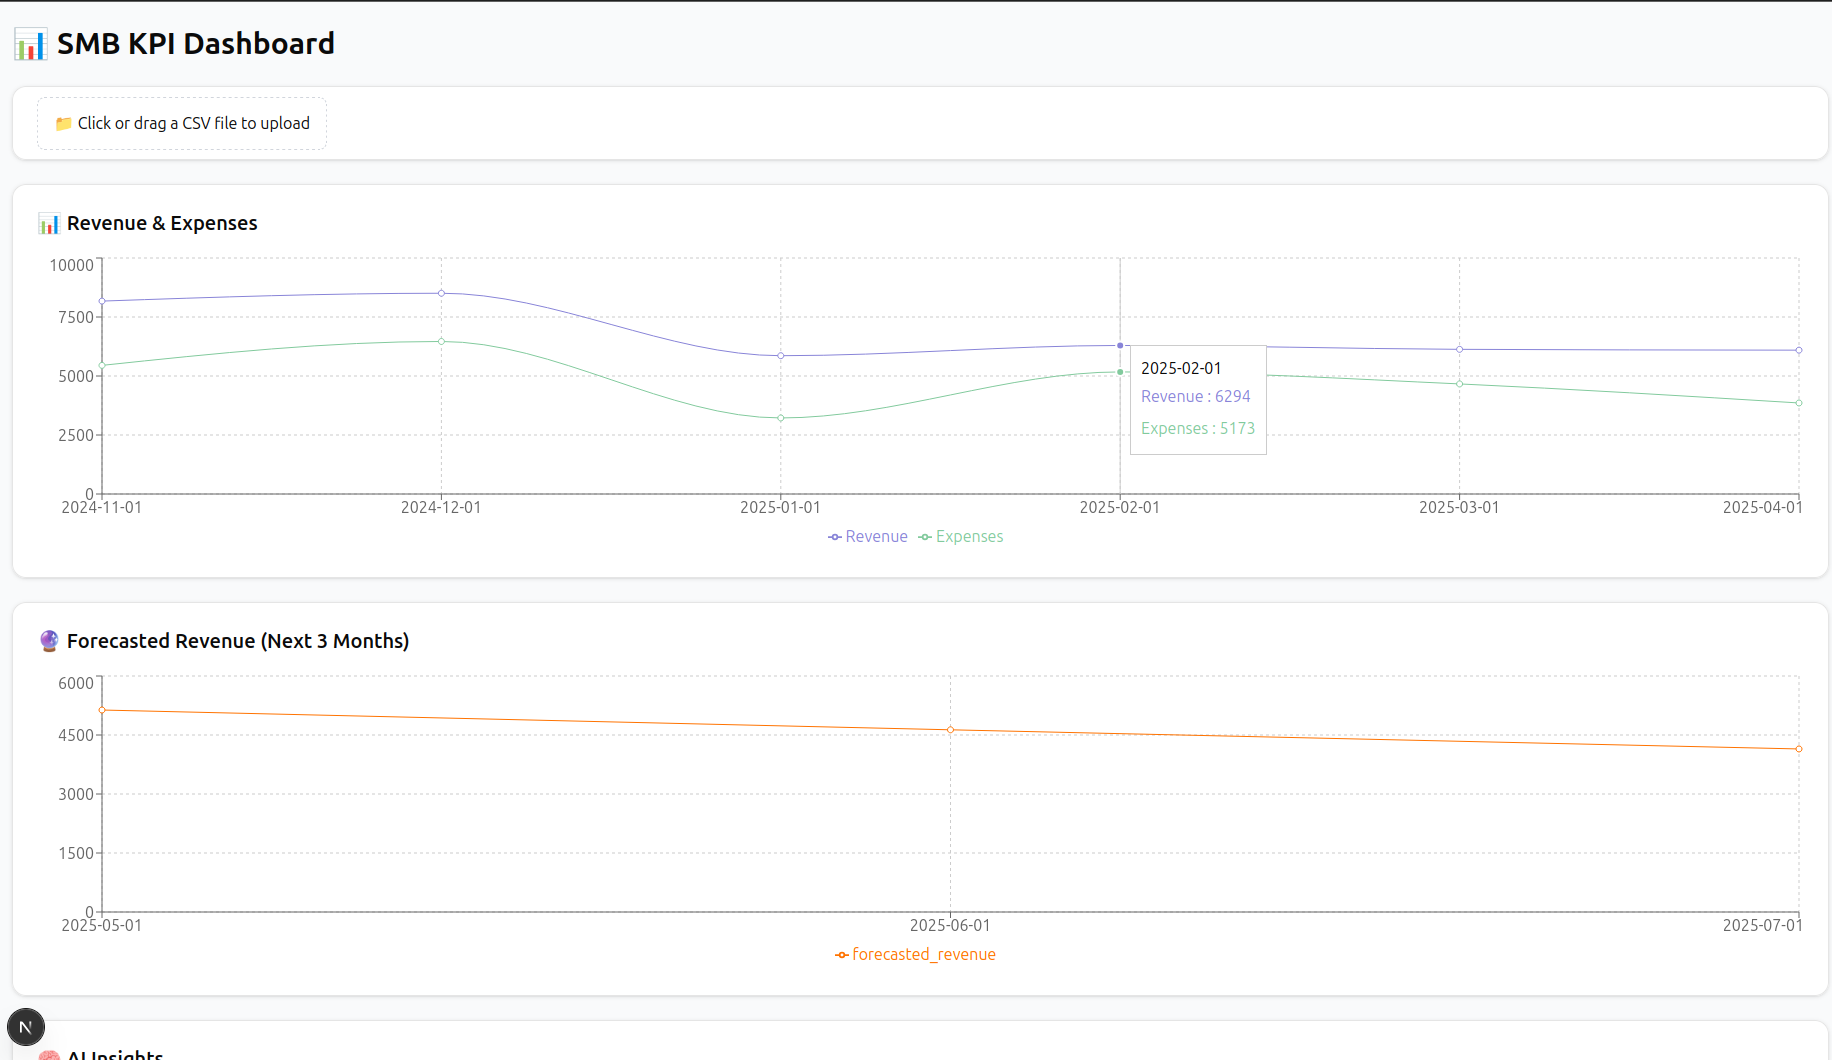 📊 SMB KPI Dashboard
📁 Click or drag a CSV file to upload
📊 Revenue & Expenses
10000
7500
5000
2500
0
2025-02-01
Revenue : 6294
Expenses : 5173
2024-11-01 2024-12-01 2025-01-01 2025-02-01 2025-03-01 2025-04-01
Revenue Expenses
🔮 Forecasted Revenue (Next 3 Months)
6000
4500
3000
1500
0
2025-05-01 2025-06-01 2025-07-01
forecasted_revenue
N
🧠 AI Insights